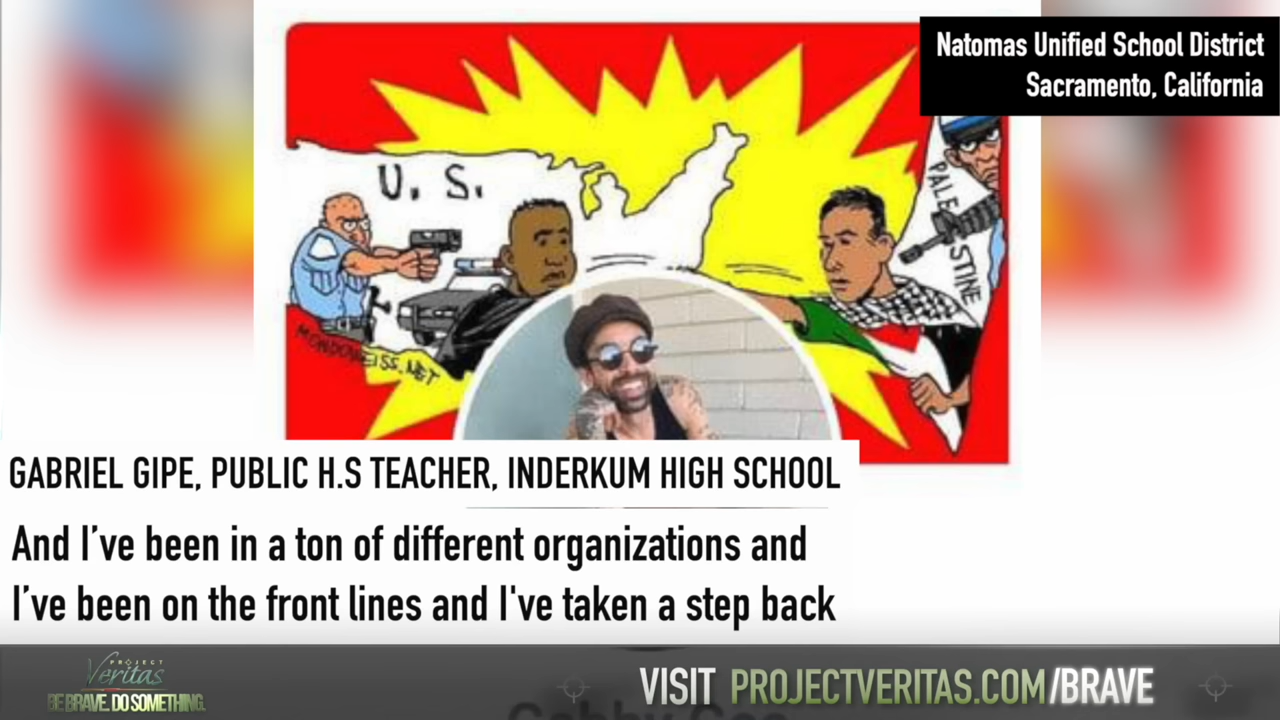 Natomas Unified School District
Sacramento, California
U. S.
PALESTINE
MONDOWEISS.NET
GABRIEL GIPE, PUBLIC H.S TEACHER, INDERKUM HIGH SCHOOL
And I’ve been in a ton of different organizations and
I’ve been on the front lines and I've taken a step back
PROJECT
Veritas
BE BRAVE. DO SOMETHING.
VISIT PROJECTVERITAS.COM/BRAVE